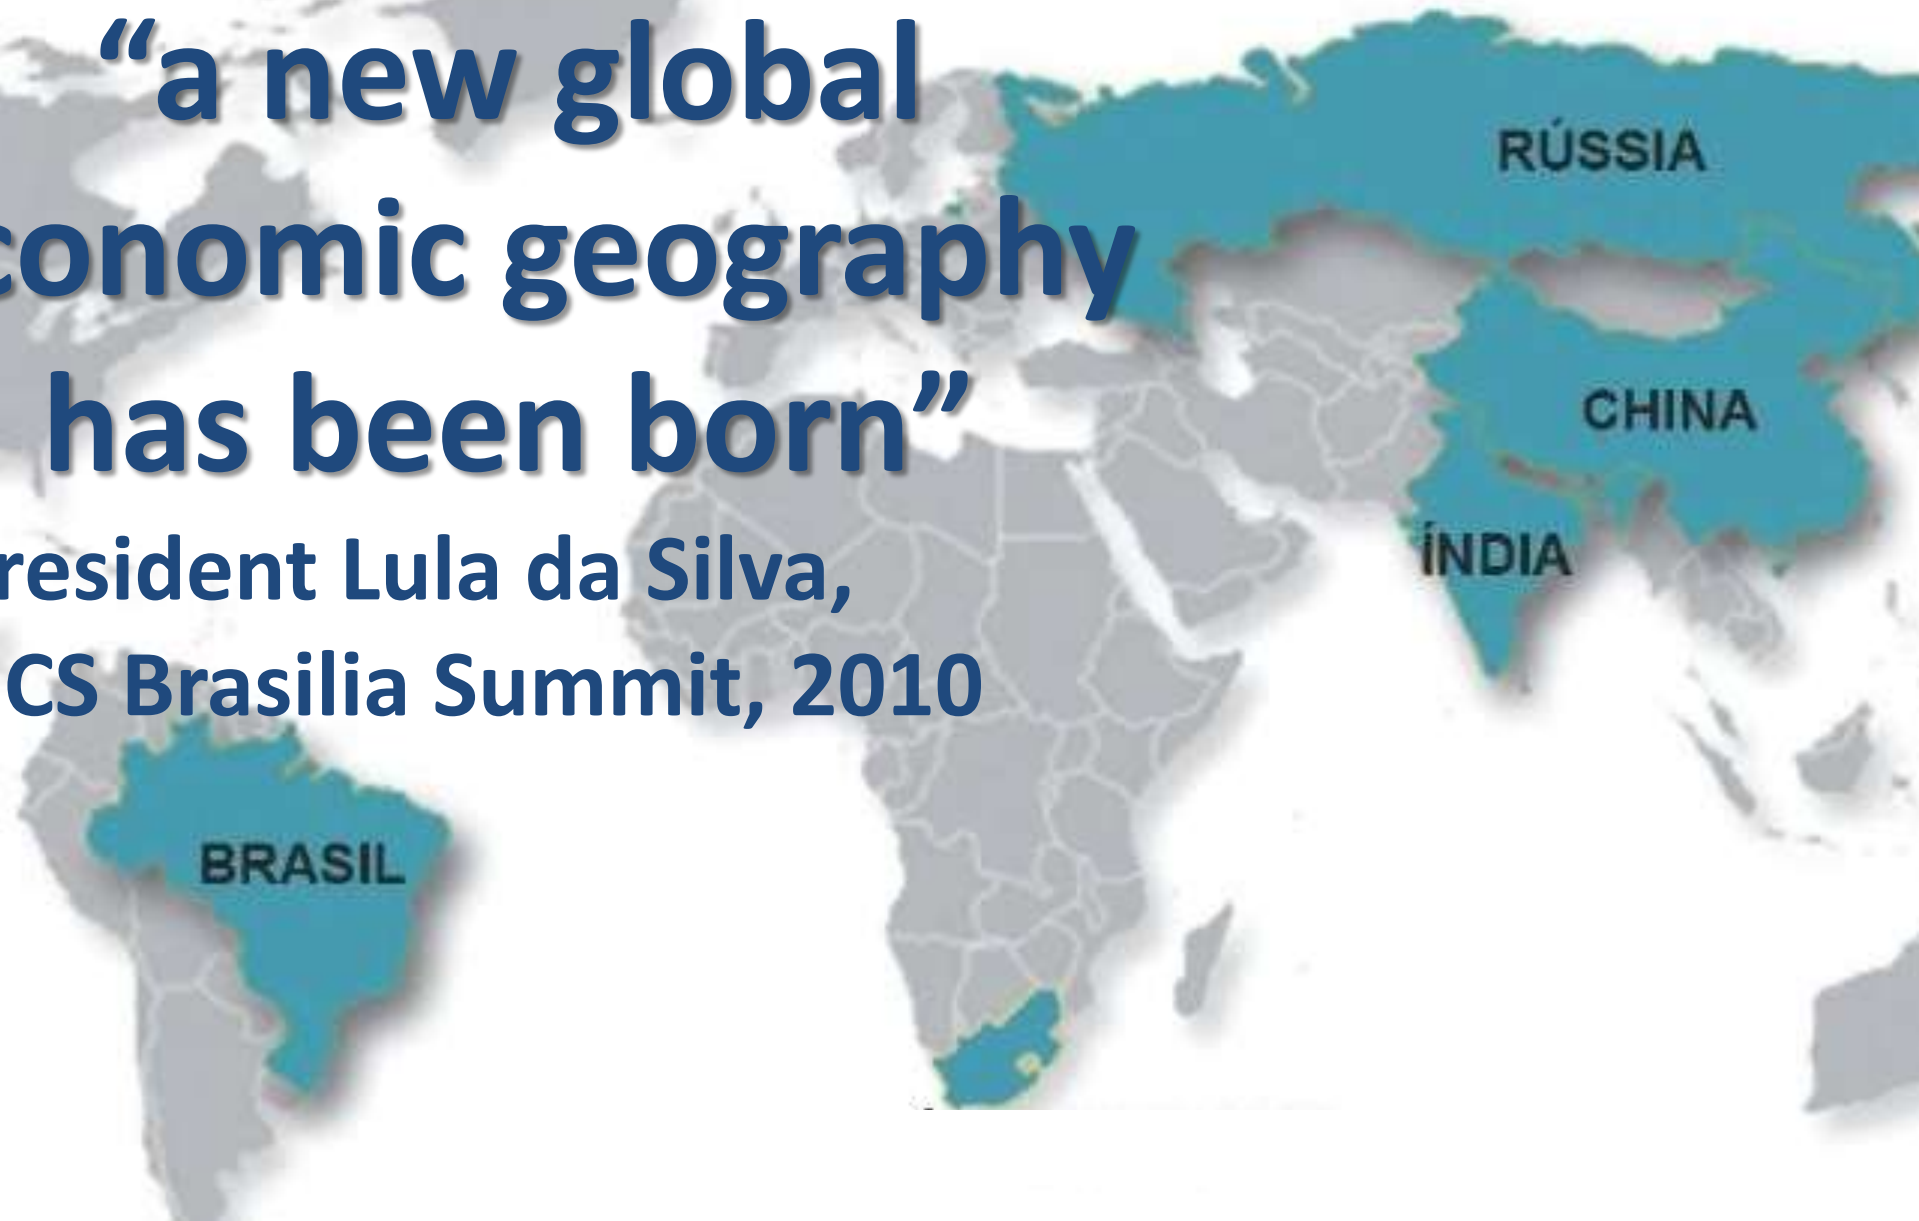 “a new global
conomic geography
has been born”
resident Lula da Silva,
CS Brasilia Summit, 2010
RÚSSIA
CHINA
ÍNDIA
BRASIL